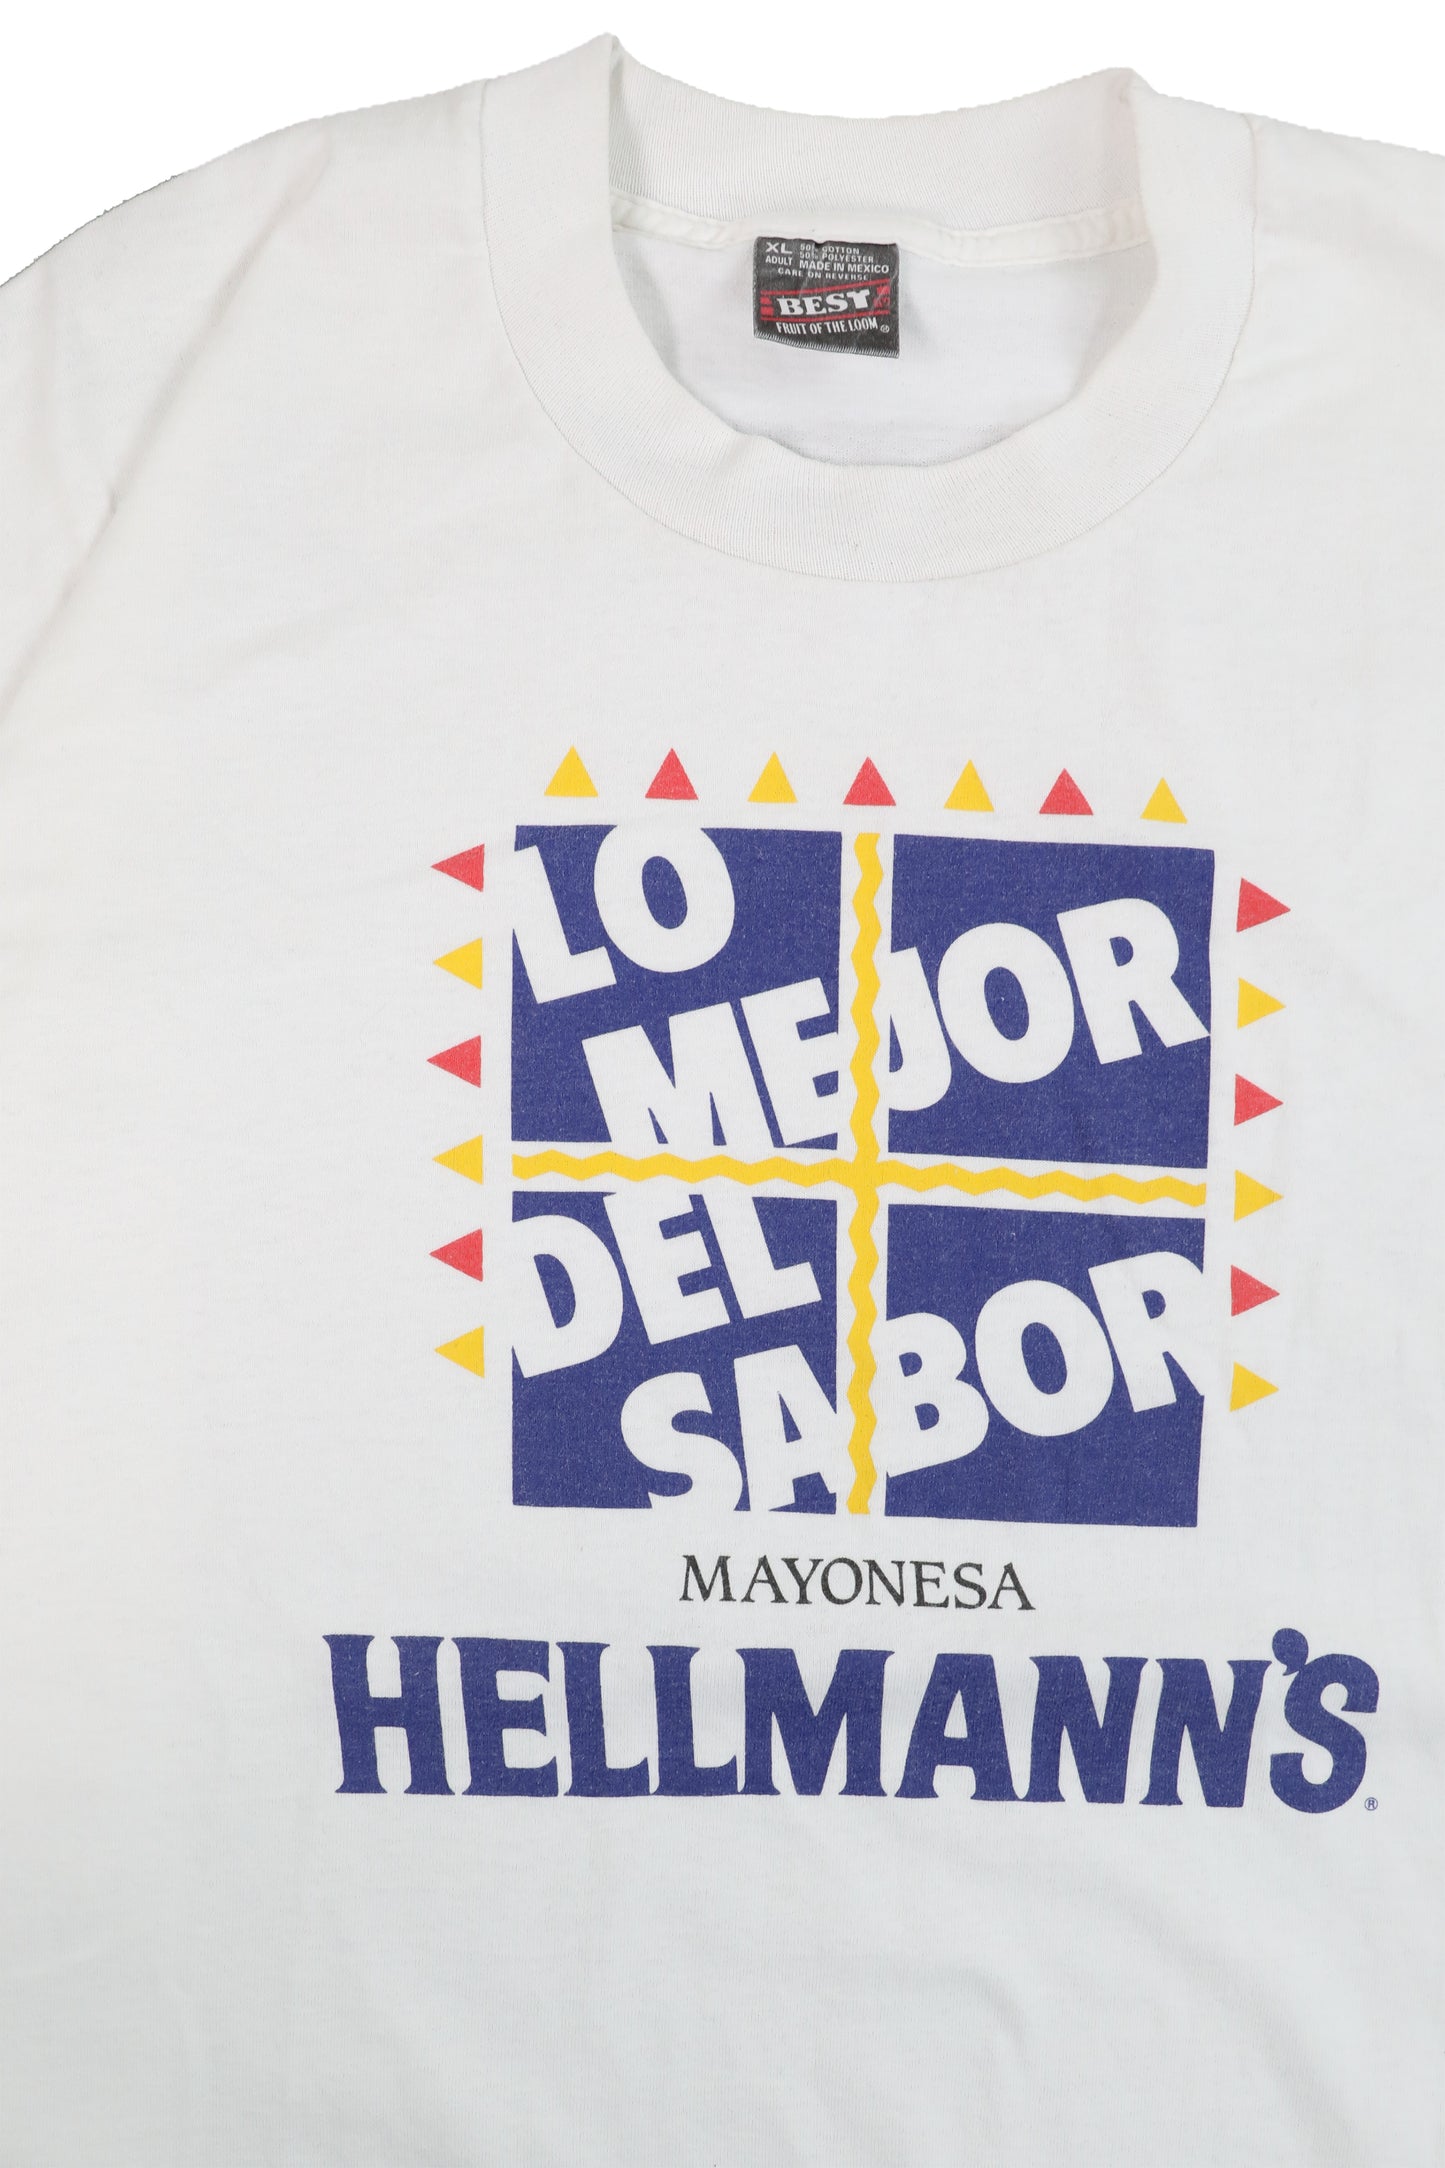 XL 50% COTTON
50% POLYESTER
ADULT MADE IN MEXICO
CARE ON REVERSE
BEST
FRUIT OF THE LOOM ®
LO
MEJOR
DEL
SABOR
MAYONESA
HELLMANN'S®